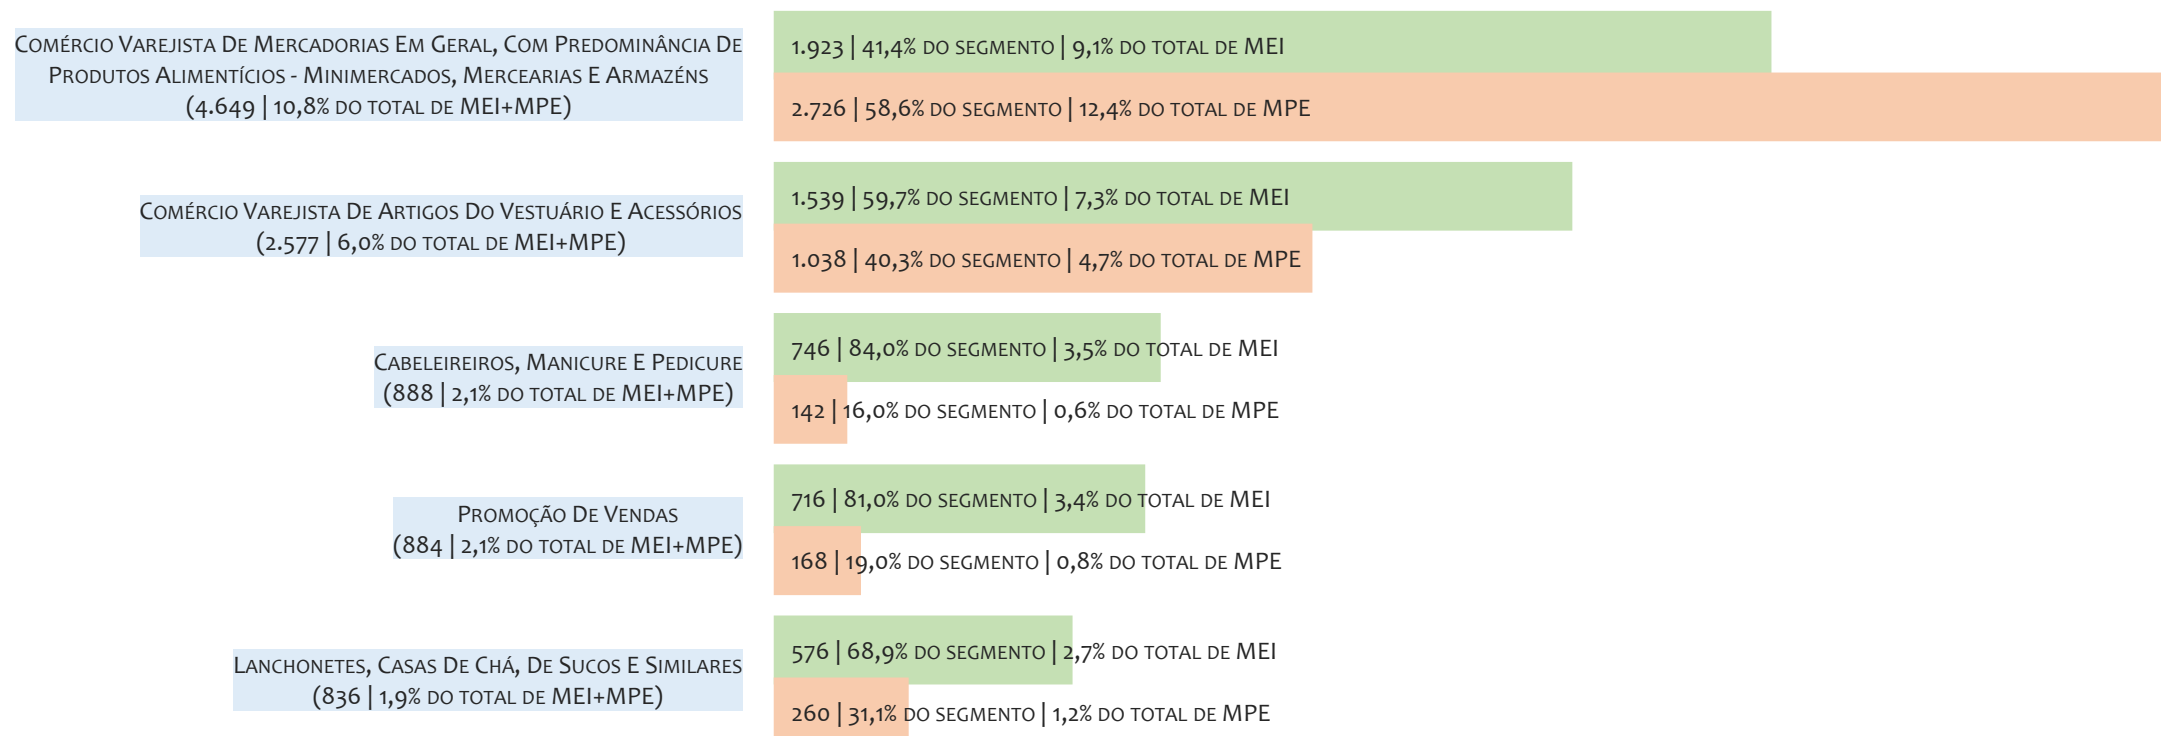 Comércio Varejista De Mercadorias Em Geral, Com Predominância De
Produtos Alimentícios - Minimercados, Mercearias E Armazéns
(4.649 | 10,8% do total de MEI+MPE)
1.923 | 41,4% do segmento | 9,1% do total de MEI
2.726 | 58,6% do segmento | 12,4% do total de MPE
Comércio Varejista De Artigos Do Vestuário E Acessórios
(2.577 | 6,0% do total de MEI+MPE)
1.539 | 59,7% do segmento | 7,3% do total de MEI
1.038 | 40,3% do segmento | 4,7% do total de MPE
Cabeleireiros, Manicure E Pedicure
(888 | 2,1% do total de MEI+MPE)
746 | 84,0% do segmento | 3,5% do total de MEI
142 | 16,0% do segmento | 0,6% do total de MPE
Promoção De Vendas
(884 | 2,1% do total de MEI+MPE)
716 | 81,0% do segmento | 3,4% do total de MEI
168 | 19,0% do segmento | 0,8% do total de MPE
Lanchonetes, Casas De Chá, De Sucos E Similares
(836 | 1,9% do total de MEI+MPE)
576 | 68,9% do segmento | 2,7% do total de MEI
260 | 31,1% do segmento | 1,2% do total de MPE